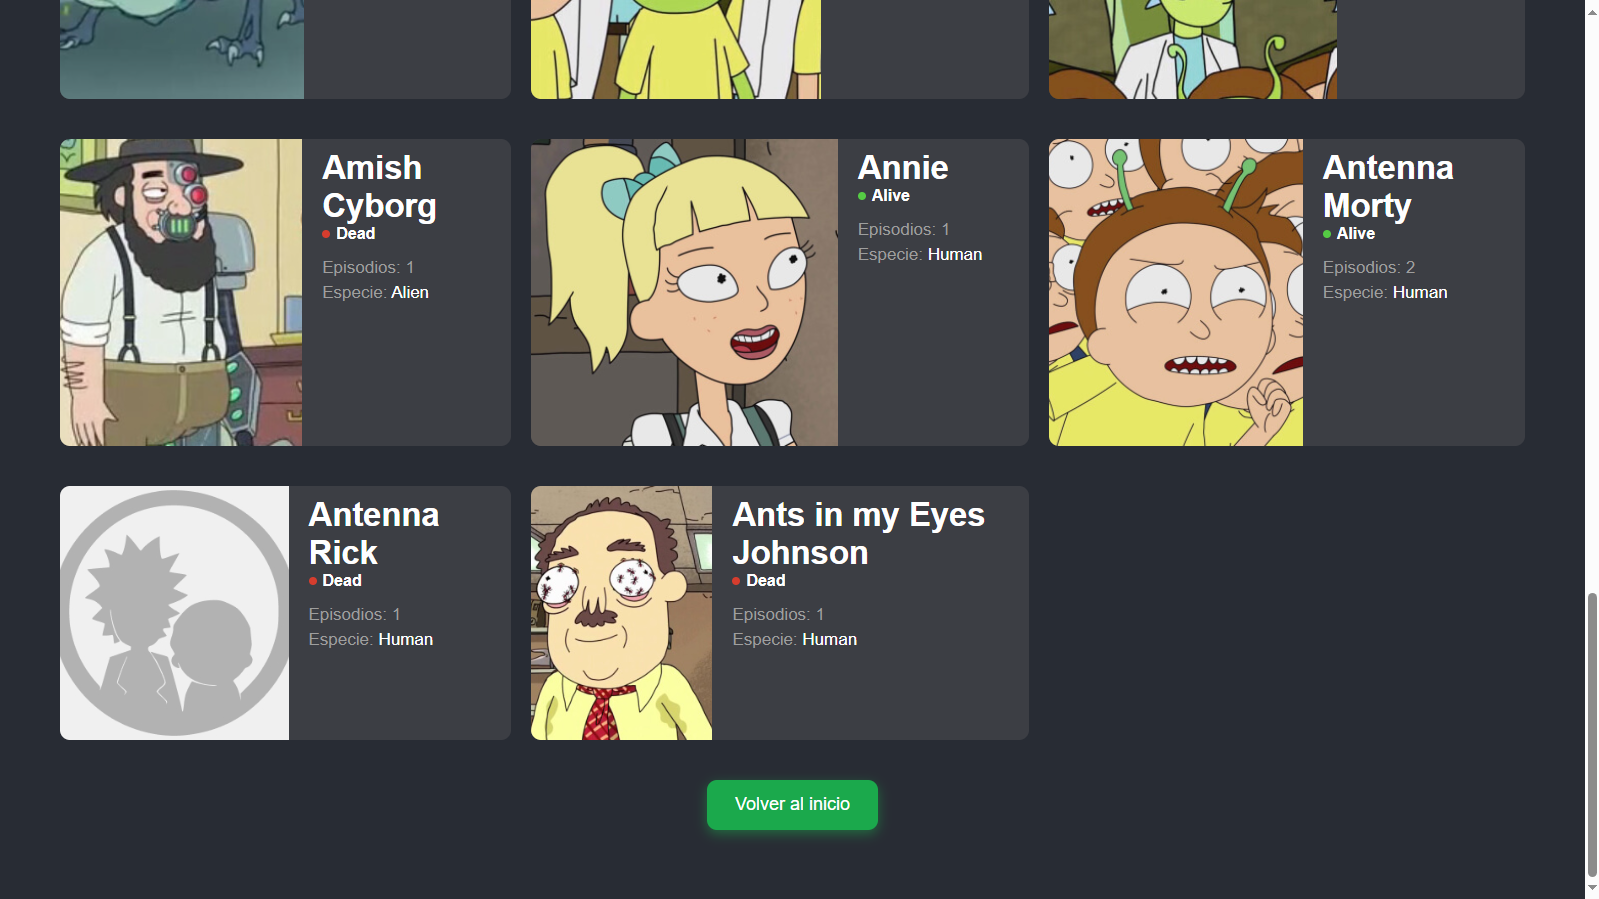 Amish
Cyborg
Dead
Episodios: 1
Especie: Alien
Annie
Alive
Episodios: 1
Especie: Human
Antenna
Morty
Alive
Episodios: 2
Especie: Human
Antenna
Rick
Dead
Episodios: 1
Especie: Human
Ants in my Eyes
Johnson
Dead
Episodios: 1
Especie: Human
Volver al inicio